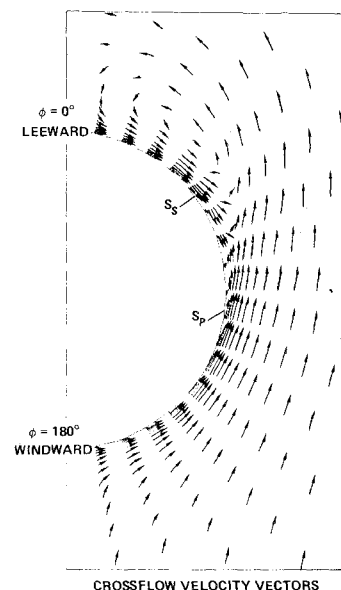 ϕ = 0°
LEEWARD
S_S
S_P
ϕ = 180°
WINDWARD
CROSSFLOW VELOCITY VECTORS